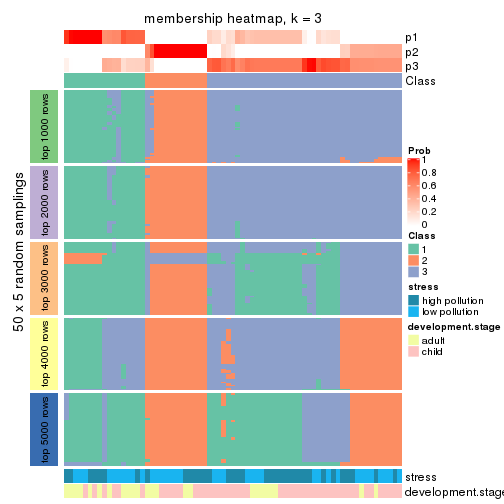 membership heatmap, k = 3
p1
p2
p3
Class
50 x 5 random samplings
top 1000 rows
top 2000 rows
top 3000 rows
top 4000 rows
top 5000 rows
stress
development.stage
Prob
1
0.8
0.6
0.4
0.2
0
Class
1
2
3
stress
high pollution
low pollution
development.stage
adult
child